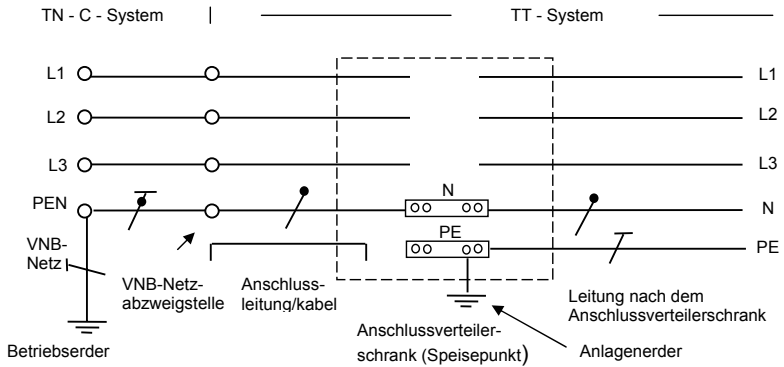 TN - C - System
TT - System
L1
L1
L2
L2
L3
L3
PEN
N
N
PE
PE
VNB-
Netz
VNB-Netz-
abzweigstelle
Anschluss-
leitung/kabel
Leitung nach dem
Anschlussverteilerschrank
Betriebserder
Anschlussverteiler-
schrank (Speisepunkt)
Anlagenerder